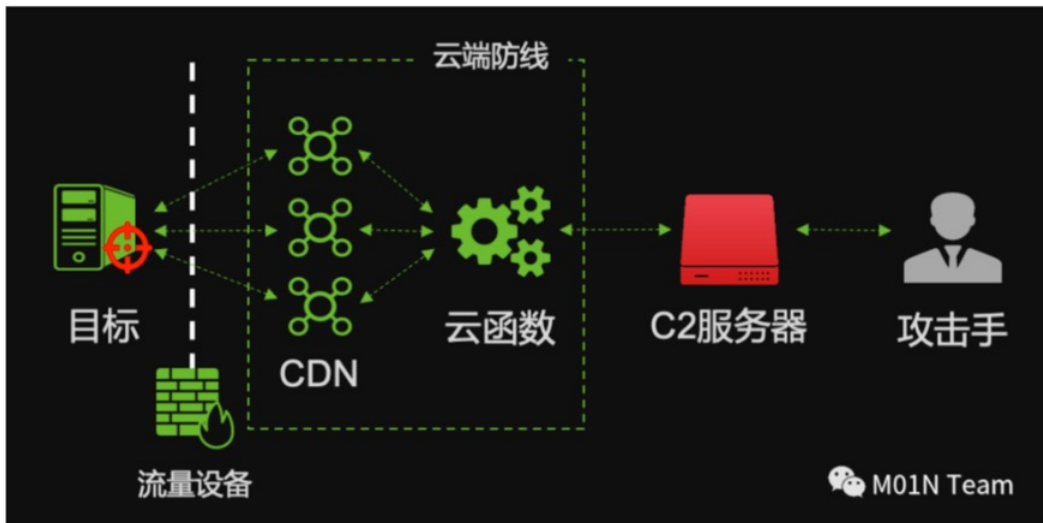 云端防线
目标
CDN
云函数
C2服务器
攻击手
流量设备
M01N Team